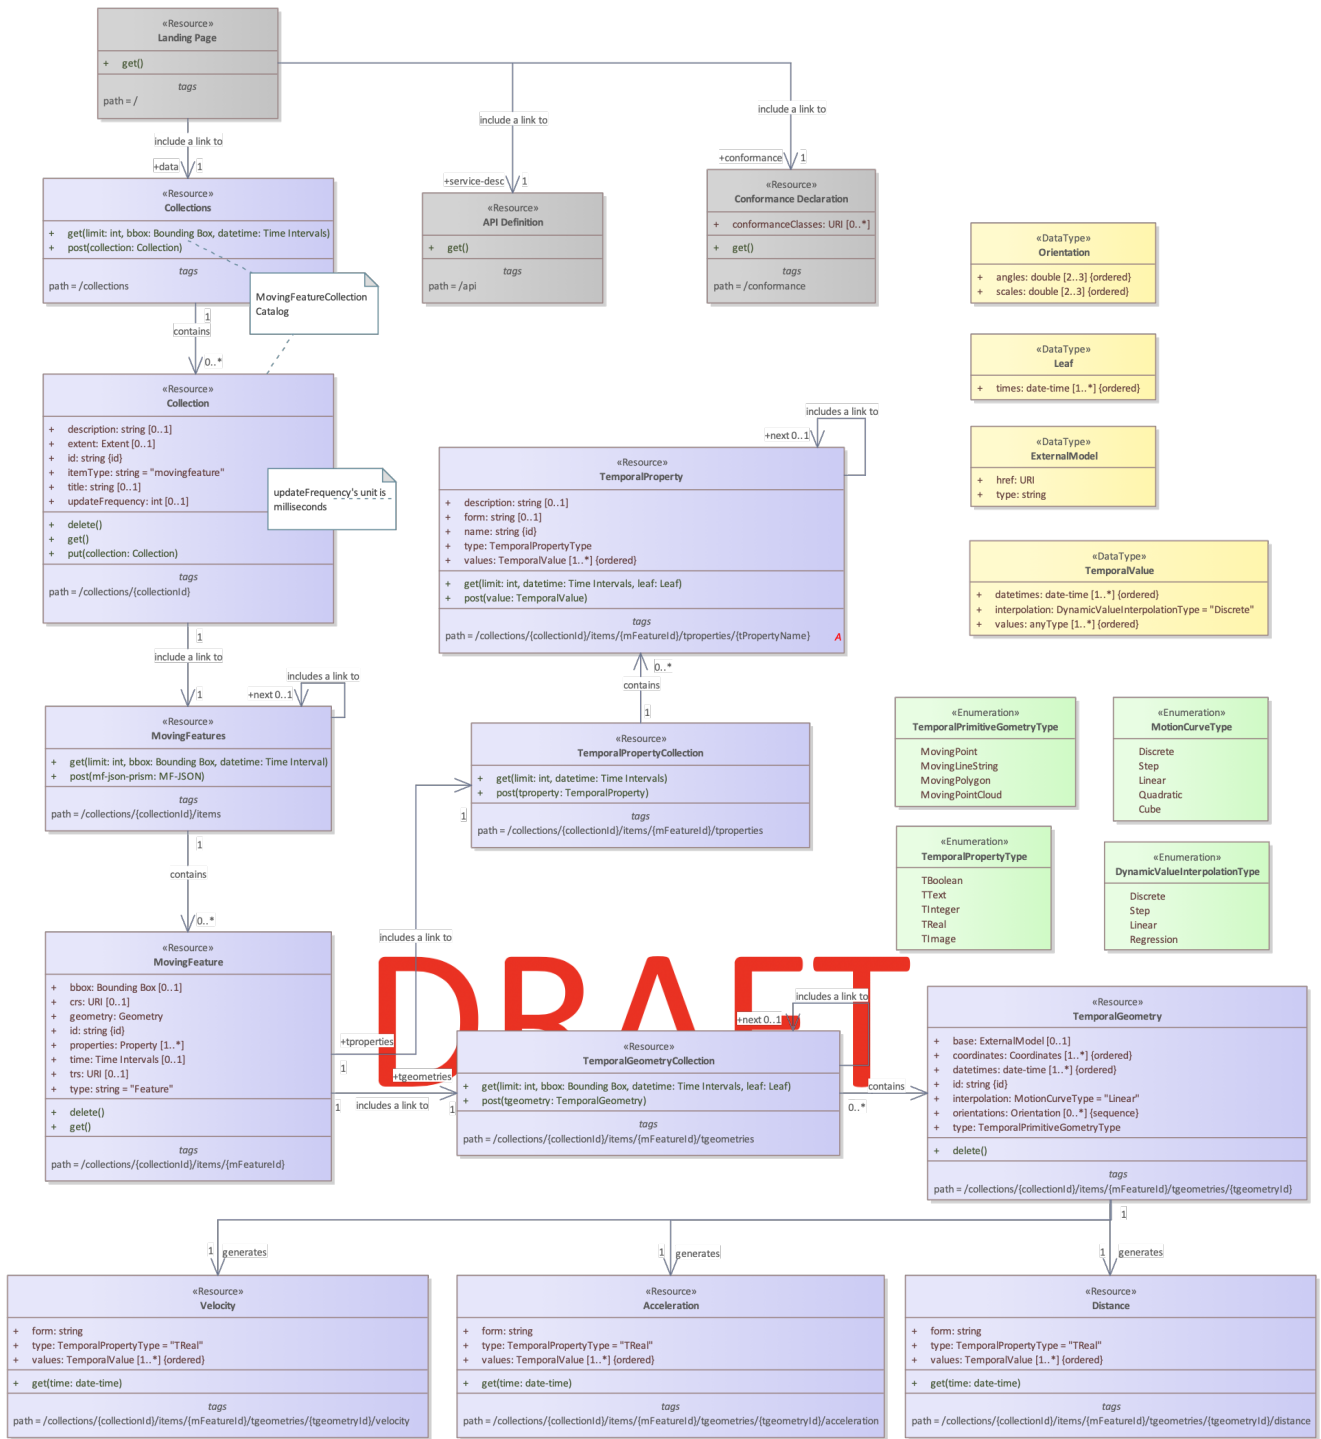 «Resource»
Landing Page
+ get()
tags
path = /
include a link to
+data
1
include a link to
+service-desc
1
include a link to
+conformance
1
«Resource»
Collections
+ get(limit: int, bbox: Bounding Box, datetime: Time Intervals)
+ post(collection: Collection)
tags
path = /collections
MovingFeatureCollection
Catalog
«Resource»
API Definition
+ get()
tags
path = /api
«Resource»
Conformance Declaration
+ conformanceClasses: URI [0..*]
+ get()
tags
path = /conformance
«DataType»
Orientation
+ angles: double [2..3] {ordered}
+ scales: double [2..3] {ordered}
1
contains
0..*
«DataType»
Leaf
+ times: date-time [1..*] {ordered}
«Resource»
Collection
+ description: string [0..1]
+ extent: Extent [0..1]
+ id: string {id}
+ itemType: string = "movingfeature"
+ title: string [0..1]
+ updateFrequency: int [0..1]
+ delete()
+ get()
+ put(collection: Collection)
tags
path = /collections/{collectionId}
updateFrequency's unit is
milliseconds
includes a link to
+next 0..1
«Resource»
TemporalProperty
+ description: string [0..1]
+ form: string [0..1]
+ name: string {id}
+ type: TemporalPropertyType
+ values: TemporalValue [1..*] {ordered}
+ get(limit: int, datetime: Time Intervals, leaf: Leaf)
+ post(value: TemporalValue)
tags
path = /collections/{collectionId}/items/{mFeatureId}/tproperties/{tPropertyName}
A
«DataType»
ExternalModel
+ href: URI
+ type: string
«DataType»
TemporalValue
+ datetimes: date-time [1..*] {ordered}
+ interpolation: DynamicValueInterpolationType = "Discrete"
+ values: anyType [1..*] {ordered}
1
include a link to
1
includes a link to
+next 0..1
0..*
contains
1
«Resource»
MovingFeatures
+ get(limit: int, bbox: Bounding Box, datetime: Time Interval)
+ post(mf-json-prism: MF-JSON)
tags
path = /collections/{collectionId}/items
«Resource»
TemporalPropertyCollection
+ get(limit: int, datetime: Time Intervals)
+ post(tproperty: TemporalProperty)
tags
path = /collections/{collectionId}/items/{mFeatureId}/tproperties
1
«Enumeration»
TemporalPrimitiveGometryType
MovingPoint
MovingLineString
MovingPolygon
MovingPointCloud
«Enumeration»
MotionCurveType
Discrete
Step
Linear
Quadratic
Cube
«Enumeration»
TemporalPropertyType
TBoolean
TText
TInteger
TReal
TImage
«Enumeration»
DynamicValueInterpolationType
Discrete
Step
Linear
Regression
1
contains
0..*
«Resource»
MovingFeature
+ bbox: Bounding Box [0..1]
+ crs: URI [0..1]
+ geometry: Geometry
+ id: string {id}
+ properties: Property [1..*]
+ time: Time Intervals [0..1]
+ trs: URI [0..1]
+ type: string = "Feature"
+ delete()
+ get()
tags
path = /collections/{collectionId}/items/{mFeatureId}
includes a link to
+tproperties
1
+tgeometries
1
includes a link to
1
DRAFT
includes a link to
+next 0..1
«Resource»
TemporalGeometryCollection
+ get(limit: int, bbox: Bounding Box, datetime: Time Intervals, leaf: Leaf)
+ post(tgeometry: TemporalGeometry)
tags
path = /collections/{collectionId}/items/{mFeatureId}/tgeometries
contains
0..*
«Resource»
TemporalGeometry
+ base: ExternalModel [0..1]
+ coordinates: Coordinates [1..*] {ordered}
+ datetimes: date-time [1..*] {ordered}
+ id: string {id}
+ interpolation: MotionCurveType = "Linear"
+ orientations: Orientation [0..*] {sequence}
+ type: TemporalPrimitiveGometryType
+ delete()
tags
path = /collections/{collectionId}/items/{mFeatureId}/tgeometries/{tgeometryId}
1
1
generates
1
generates
1
generates
«Resource»
Velocity
+ form: string
+ type: TemporalPropertyType = "TReal"
+ values: TemporalValue [1..*] {ordered}
+ get(time: date-time)
tags
path = /collections/{collectionId}/items/{mFeatureId}/tgeometries/{tgeometryId}/velocity
«Resource»
Acceleration
+ form: string
+ type: TemporalPropertyType = "TReal"
+ values: TemporalValue [1..*] {ordered}
+ get(time: date-time)
tags
path = /collections/{collectionId}/items/{mFeatureId}/tgeometries/{tgeometryId}/acceleration
«Resource»
Distance
+ form: string
+ type: TemporalPropertyType = "TReal"
+ values: TemporalValue [1..*] {ordered}
+ get(time: date-time)
tags
path = /collections/{collectionId}/items/{mFeatureId}/tgeometries/{tgeometryId}/distance